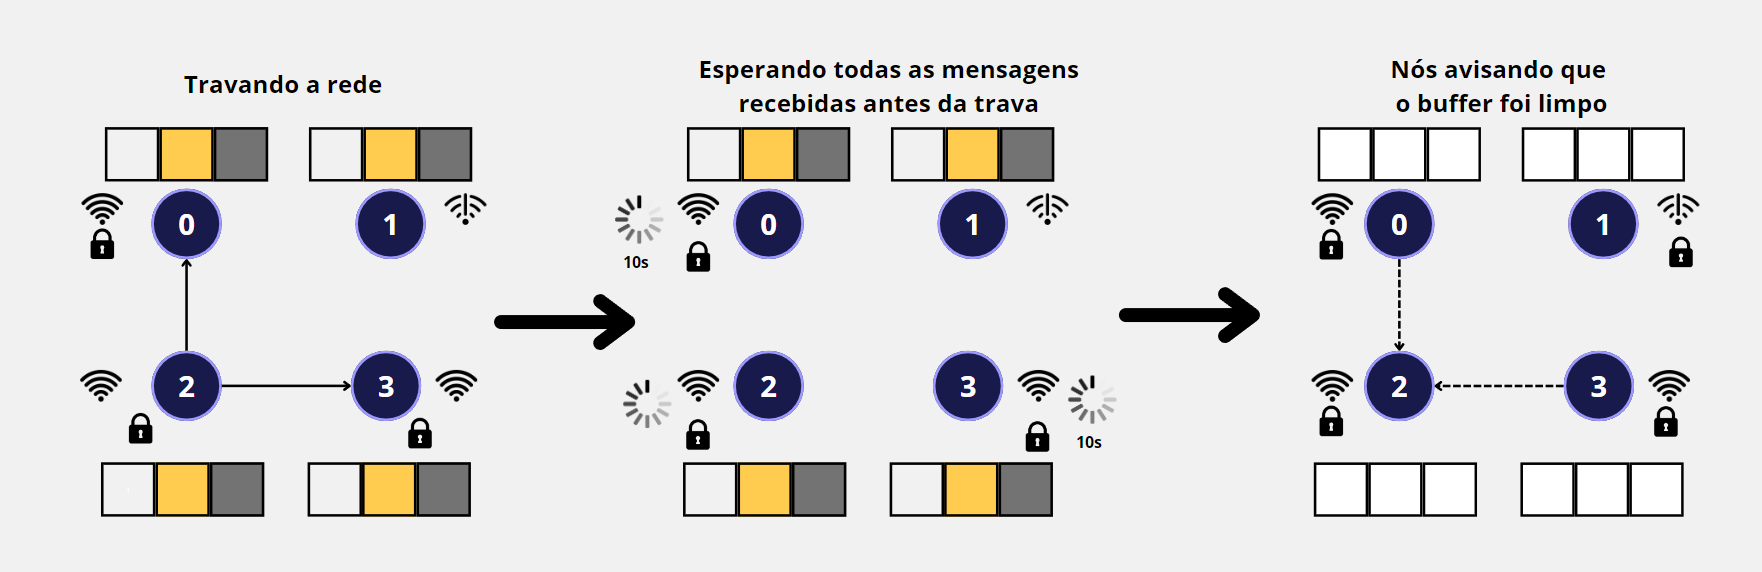 Travando a rede
Esperando todas as mensagens
recebidas antes da trava
Nós avisando que
o buffer foi limpo
0
1
2
3
0
1
10s
2
3
10s
0
1
2
3